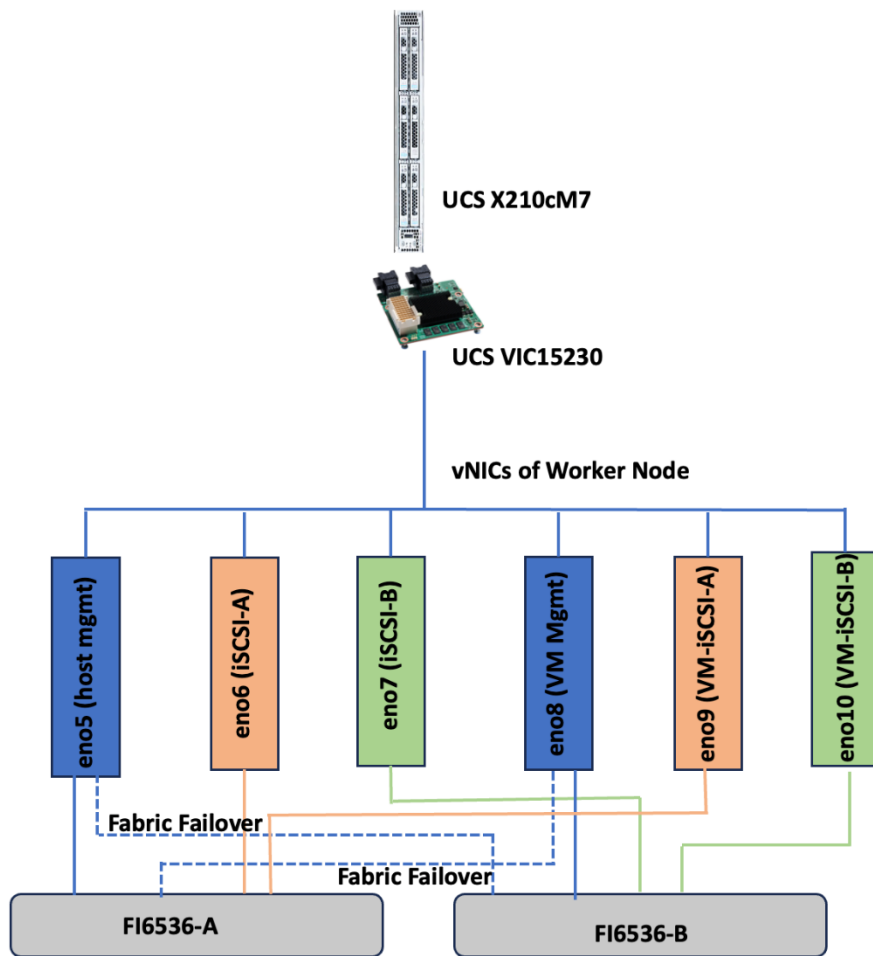 UCS X210cM7
UCS VIC15230
vNICs of Worker Node
eno5 (host mgmt)
eno6 (iSCSI-A)
eno7 (iSCSI-B)
eno8 (VM Mgmt)
eno9 (VM-iSCSI-A)
eno10 (VM-iSCSI-B)
Fabric Failover
Fabric Failover
FI6536-A
FI6536-B